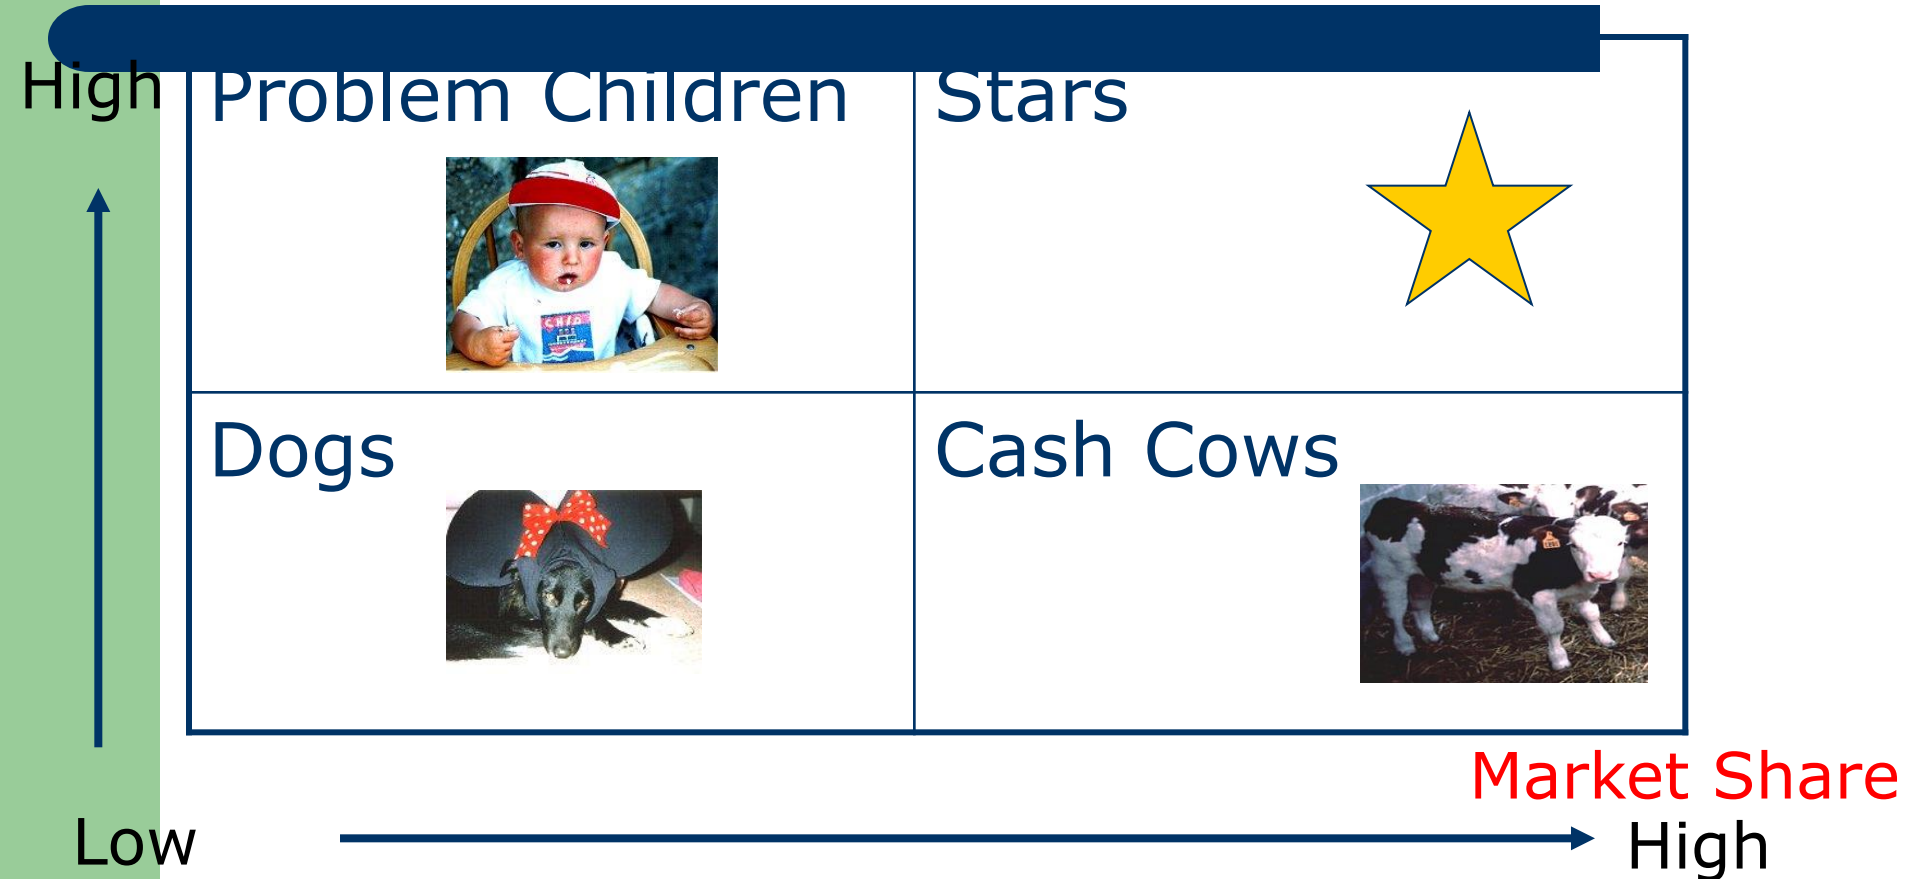 High
Problem Children
Stars
Dogs
Cash Cows
Market Share
Low
High